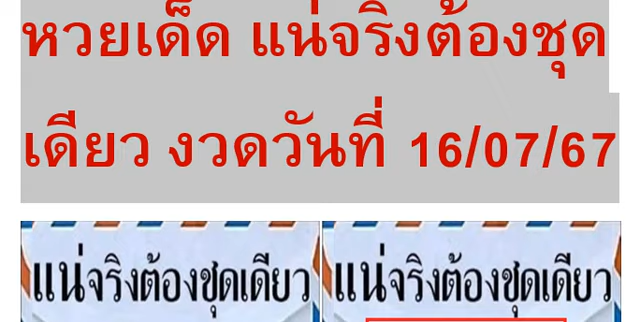 หวยเด็ด แน่จริงต้องชุด
เดียว งวดวันที่ 16/07/67
แน่จริงต้องชุดเดียว แน่จริงต้องชุดเดียว